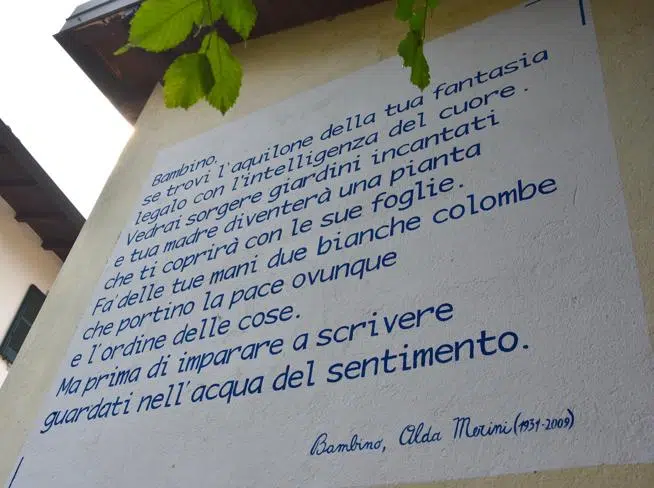 Bambino,
se trovi l'aquilone della tua fantasia
legalo con l'intelligenza del cuore.
Vedrai sorgere giardini incantati
e tua madre diventerà una pianta
che ti coprirà con le sue foglie.
Fa' delle tue mani due bianche colombe
che portino la pace ovunque
e l'ordine delle cose.
Ma prima di imparare a scrivere
guardati nell'acqua del sentimento.
Bambino, Alda Merini (1931-2009)